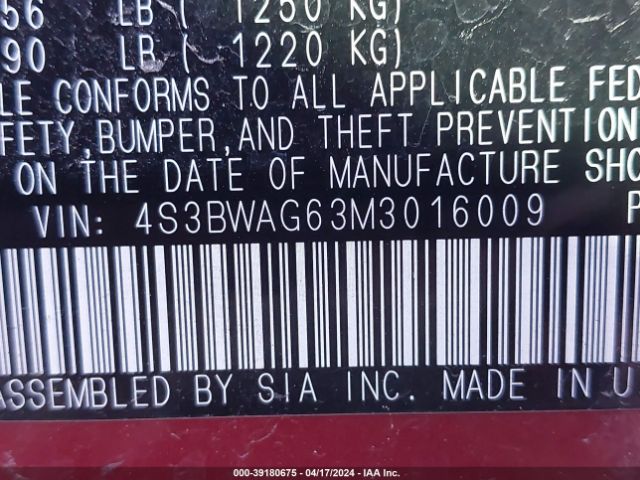 56 LB ( 1250 KG)
90 LB ( 1220 KG)
LE CONFORMS TO ALL APPLICABLE FED
FETY, BUMPER, AND THEFT PREVENTION
ON THE DATE OF MANUFACTURE SHO
VIN: 4S3BWAG63M3016009 P
ASSEMBLED BY SIA INC. MADE IN U
000-39180675 | 04/17/2024 | IAA Inc.